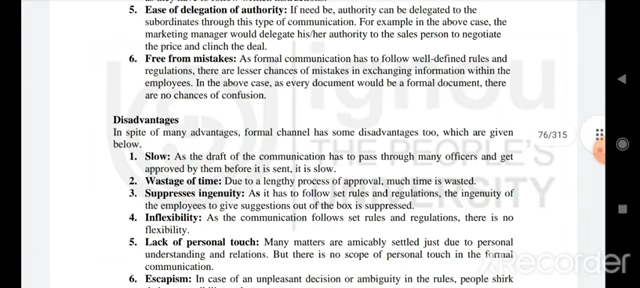 5. Ease of delegation of authority: If need be, authority can be delegated to the
subordinates through this type of communication. For example in the above case, the
marketing manager would delegate his/her authority to the sales person to negotiate
the price and clinch the deal.
6. Free from mistakes: As formal communication has to follow well-defined rules and
regulations, there are lesser chances of mistakes in exchanging information within the
employees. In the above case, as every document would be a formal document, there
are no chances of confusion.
ignou
THE PEOPLE'S
UNIVERSITY
Disadvantages
In spite of many advantages, formal channel has some disadvantages too, which are given
below.
76/315
1. Slow: As the draft of the communication has to pass through many officers and get
approved by them before it is sent, it is slow.
2. Wastage of time: Due to a lengthy process of approval, much time is wasted.
3. Suppresses ingenuity: As it has to follow set rules and regulations, the ingenuity of
the employees to give suggestions out of the box is suppressed.
4. Inflexibility: As the communication follows set rules and regulations, there is no
flexibility.
5. Lack of personal touch: Many matters are amicably settled just due to personal
understanding and relations. But there is no scope of personal touch in the formal
communication.
6. Escapism: In case of an unpleasant decision or ambiguity in the rules, people shirk
XRECORDER